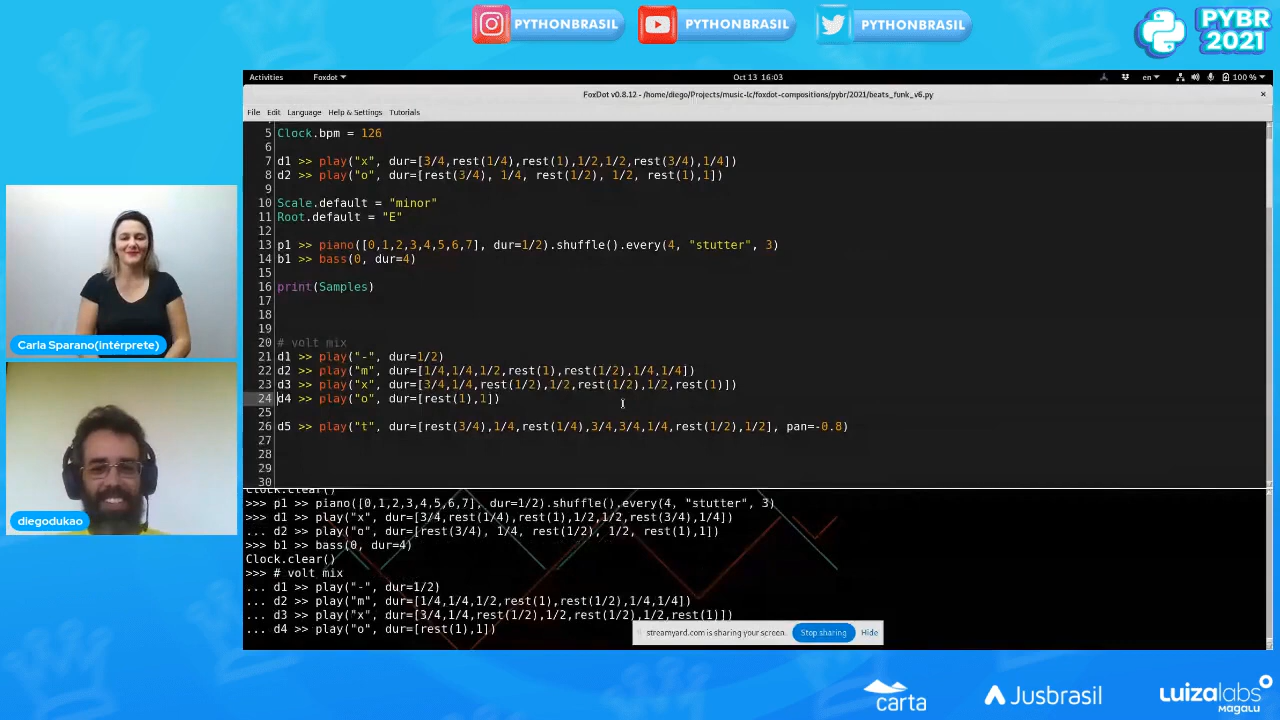 PYTHONBRASIL
PYTHONBRASIL
PYTHONBRASIL
PYBR
2021
Activities
Foxdot
Oct 13 16:03
en
100 %
FoxDot v0.8.12 - /home/diego/Projects/music-lc/foxdot-compositions/pybr/2021/beats_funk_v6.py
×
File Edit Language Help & Settings Tutorials
5 Clock.bpm = 126
6
7 d1 >> play("x", dur=[3/4,rest(1/4),rest(1),1/2,1/2,rest(3/4),1/4])
8 d2 >> play("o", dur=[rest(3/4), 1/4, rest(1/2), 1/2, rest(1),1])
9
10 Scale.default = "minor"
11 Root.default = "E"
12
13 p1 >> piano([0,1,2,3,4,5,6,7], dur=1/2).shuffle().every(4, "stutter", 3)
14 b1 >> bass(0, dur=4)
15
16 print(Samples)
17
18
19
20 # volt mix
21 d1 >> play("-", dur=1/2)
22 d2 >> play("m", dur=[1/4,1/4,1/2,rest(1),rest(1/2),1/4,1/4])
23 d3 >> play("x", dur=[3/4,1/4,rest(1/2),1/2,rest(1/2),1/2,rest(1)])
24 d4 >> play("o", dur=[rest(1),1])
25
26 d5 >> play("t", dur=[rest(3/4),1/4,rest(1/4),3/4,3/4,1/4,rest(1/2),1/2], pan=-0.8)
27
28
29
30
Clock.clear()
>>> p1 >> piano([0,1,2,3,4,5,6,7], dur=1/2).shuffle().every(4, "stutter", 3)
>>> d1 >> play("x", dur=[3/4,rest(1/4),rest(1),1/2,1/2,rest(3/4),1/4])
... d2 >> play("o", dur=[rest(3/4), 1/4, rest(1/2), 1/2, rest(1),1])
>>> b1 >> bass(0, dur=4)
Clock.clear()
>>> # volt mix
... d1 >> play("-", dur=1/2)
... d2 >> play("m", dur=[1/4,1/4,1/2,rest(1),rest(1/2),1/4,1/4])
... d3 >> play("x", dur=[3/4,1/4,rest(1/2),1/2,rest(1/2),1/2,rest(1)])
... d4 >> play("o", dur=[rest(1),1])
streamyard.com is sharing your screen.
Stop sharing
Hide
Carla Sparano(intérprete)
diegodukao
carta
Jusbrasil
Luizalabs
MAGALU